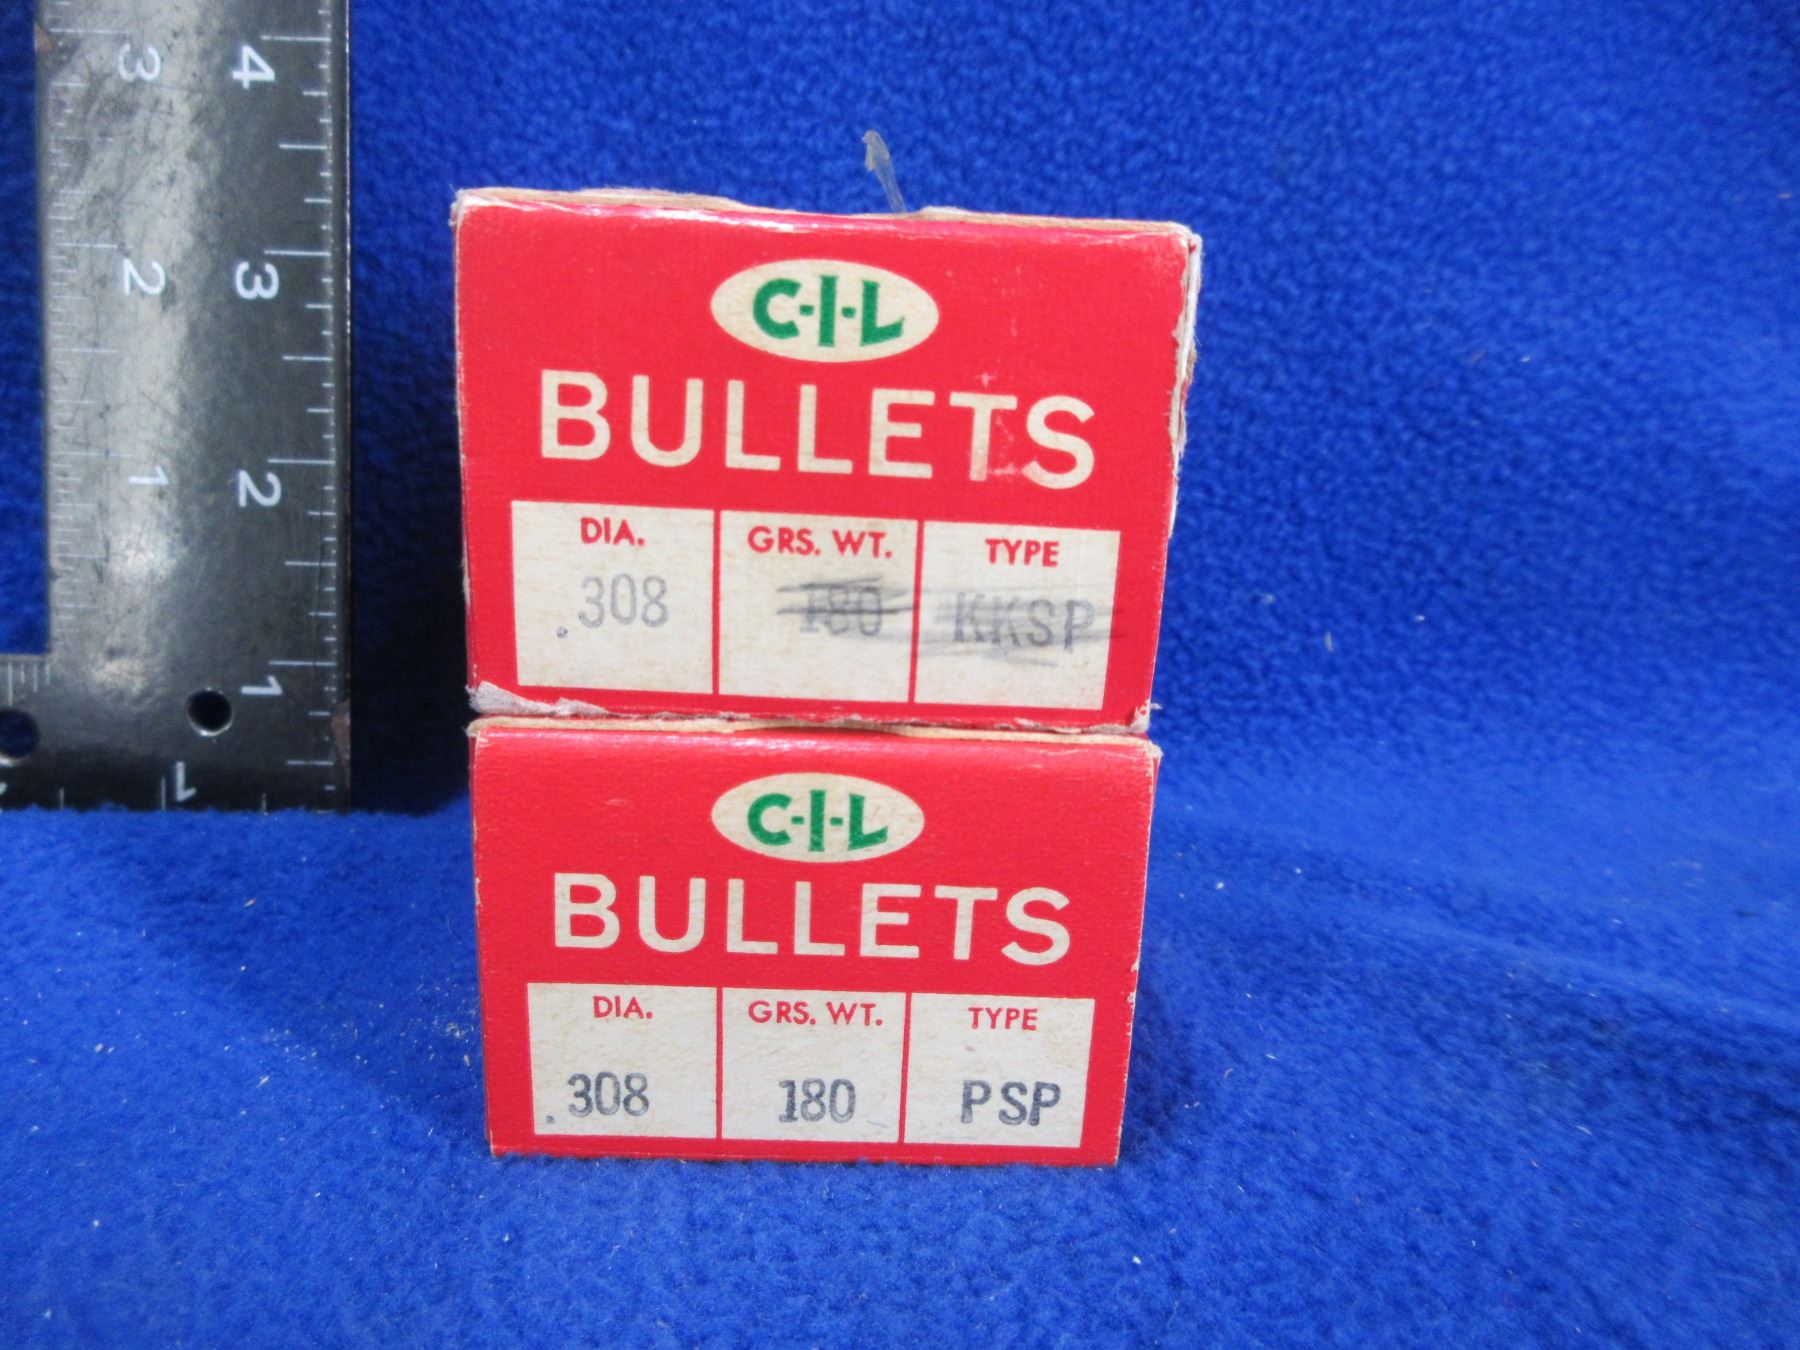 3 4
2 3
1 2
1
1
C-I-L
BULLETS
DIA. GRS. WT. TYPE
.308 180 KKSP
C-I-L
BULLETS
DIA. GRS. WT. TYPE
.308 180 PSP